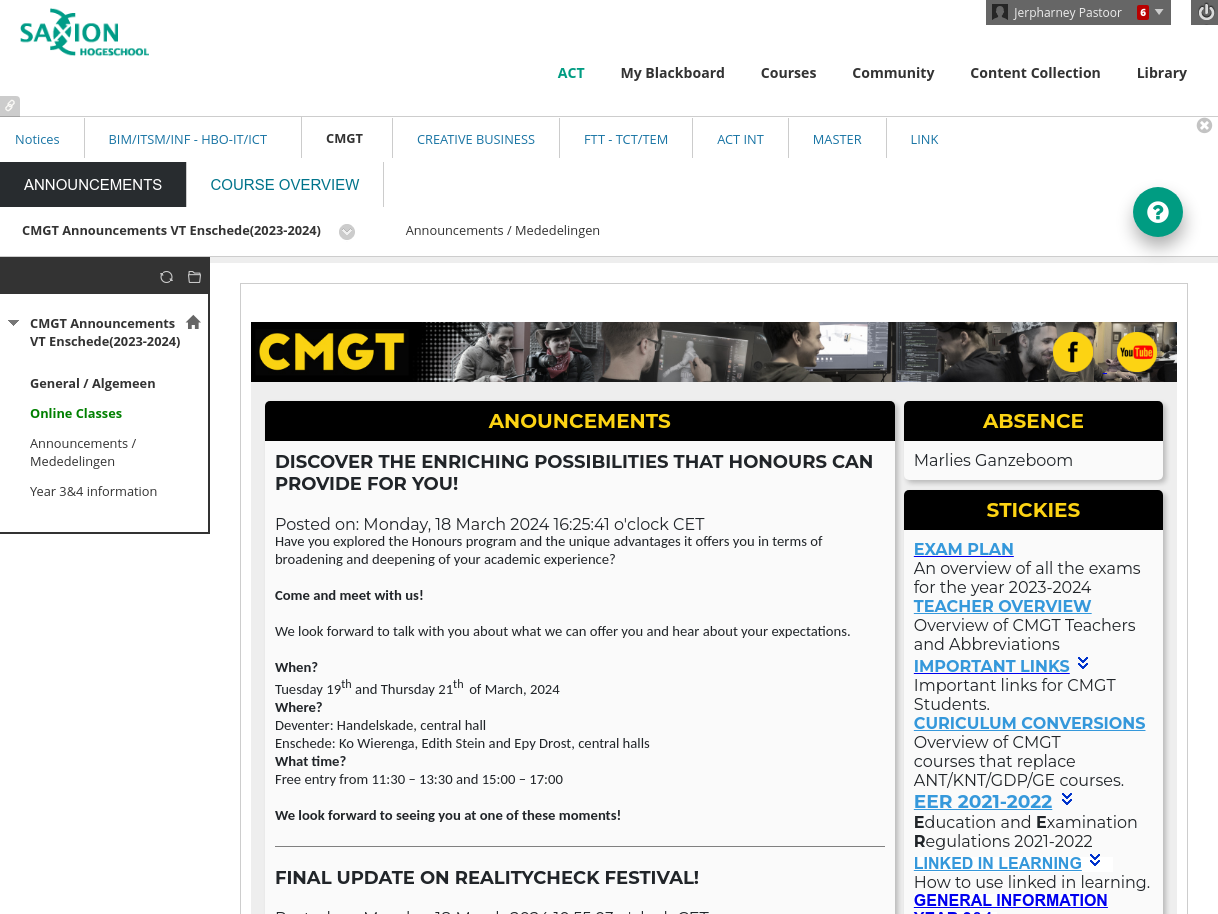 SAXION
HOGESCHOOL
Jerpharney Pastoor 6
ACT My Blackboard Courses Community Content Collection Library
Notices BIM/ITSM/INF - HBO-IT/ICT CMGT CREATIVE BUSINESS FTT - TCT/TEM ACT INT MASTER LINK
ANNOUNCEMENTS COURSE OVERVIEW
?
CMGT Announcements VT Enschede(2023-2024) Announcements / Mededelingen
CMGT Announcements
VT Enschede(2023-2024)
General / Algemeen
Online Classes
Announcements /
Mededelingen
Year 3&4 information
CMGT f YouTube
ANOUNCEMENTS
DISCOVER THE ENRICHING POSSIBILITIES THAT HONOURS CAN
PROVIDE FOR YOU!
Posted on: Monday, 18 March 2024 16:25:41 o'clock CET
Have you explored the Honours program and the unique advantages it offers you in terms of
broadening and deepening of your academic experience?
Come and meet with us!
We look forward to talk with you about what we can offer you and hear about your expectations.
When?
Tuesday 19th and Thursday 21th of March, 2024
Where?
Deventer: Handelskade, central hall
Enschede: Ko Wierenga, Edith Stein and Epy Drost, central halls
What time?
Free entry from 11:30 – 13:30 and 15:00 – 17:00
We look forward to seeing you at one of these moments!
FINAL UPDATE ON REALITYCHECK FESTIVAL!
ABSENCE
Marlies Ganzeboom
STICKIES
EXAM PLAN
An overview of all the exams
for the year 2023-2024
TEACHER OVERVIEW
Overview of CMGT Teachers
and Abbreviations
IMPORTANT LINKS
Important links for CMGT
Students.
CURICULUM CONVERSIONS
Overview of CMGT
courses that replace
ANT/KNT/GDP/GE courses.
EER 2021-2022
Education and Examination
Regulations 2021-2022
LINKED IN LEARNING
How to use linked in learning.
GENERAL INFORMATION